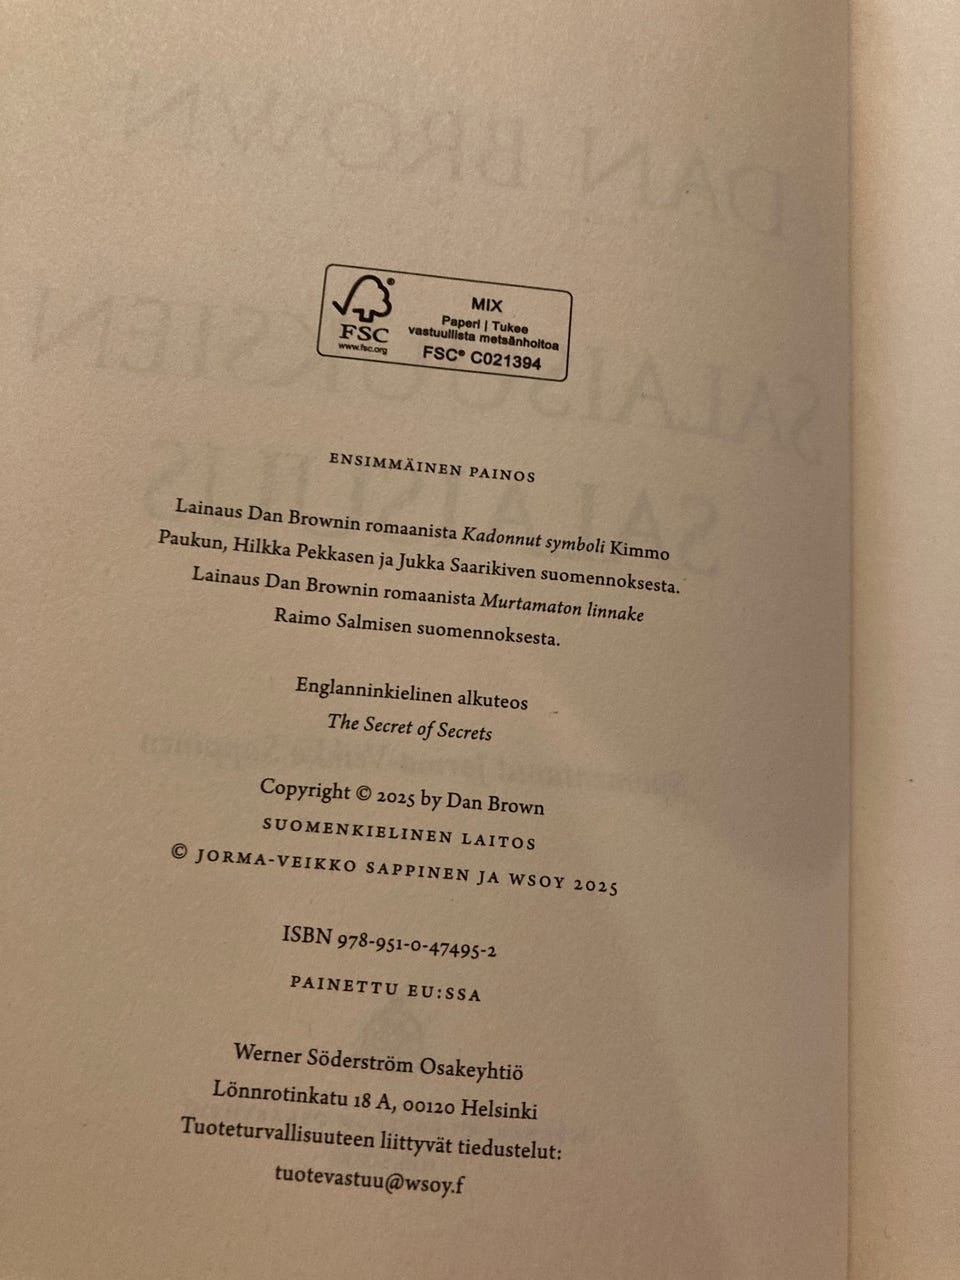 MIX
Paperi | Tukee
vastuullista metsänhoitoa
FSC® C021394
FSC
www.fsc.org
ENSIMMÄINEN PAINOS
Lainaus Dan Brownin romaanista Kadonnut symboli Kimmo
Paukun, Hilkka Pekkasen ja Jukka Saarikiven suomennoksesta.
Lainaus Dan Brownin romaanista Murtamaton linnake
Raimo Salmisen suomennoksesta.
Englanninkielinen alkuteos
The Secret of Secrets
Copyright © 2025 by Dan Brown
SUOMENKIELINEN LAITOS
© JORMA-VEIKKO SAPPINEN JA WSOY 2025
ISBN 978-951-0-47495-2
PAINETTU EU:SSA
Werner Söderström Osakeyhtiö
Lönnrotinkatu 18 A, 00120 Helsinki
Tuoteturvallisuuteen liittyvät tiedustelut:
tuotevastuu@wsoy.f